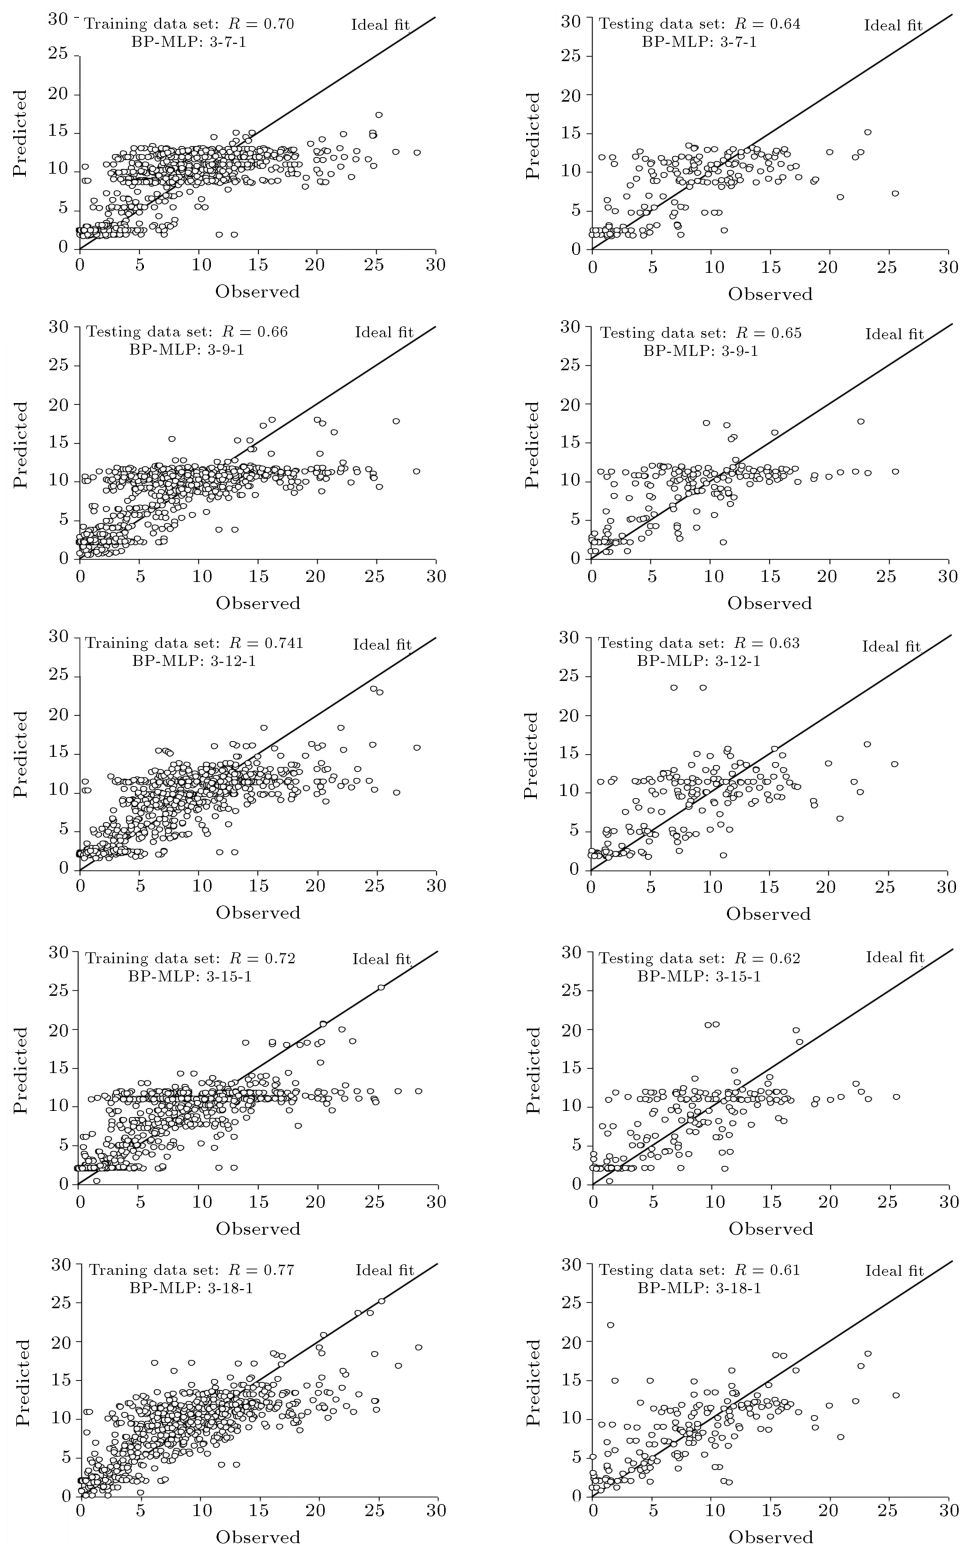 Training data set: R = 0.70
BP-MLP: 3-7-1
Ideal fit
Predicted
30
25
20
15
10
5
0
0 5 10 15 20 25 30
Observed
Testing data set: R = 0.64
BP-MLP: 3-7-1
Ideal fit
Predicted
30
25
20
15
10
5
0
0 5 10 15 20 25 30
Observed
Testing data set: R = 0.66
BP-MLP: 3-9-1
Ideal fit
Predicted
30
25
20
15
10
5
0
0 5 10 15 20 25 30
Observed
Testing data set: R = 0.65
BP-MLP: 3-9-1
Ideal fit
Predicted
30
25
20
15
10
5
0
0 5 10 15 20 25 30
Observed
Training data set: R = 0.741
BP-MLP: 3-12-1
Ideal fit
Predicted
30
25
20
15
10
5
0
0 5 10 15 20 25 30
Observed
Testing data set: R = 0.63
BP-MLP: 3-12-1
Ideal fit
Predicted
30
25
20
15
10
5
0
0 5 10 15 20 25 30
Observed
Training data set: R = 0.72
BP-MLP: 3-15-1
Ideal fit
Predicted
30
25
20
15
10
5
0
0 5 10 15 20 25 30
Observed
Testing data set: R = 0.62
BP-MLP: 3-15-1
Ideal fit
Predicted
30
25
20
15
10
5
0
0 5 10 15 20 25 30
Observed
Traning data set: R = 0.77
BP-MLP: 3-18-1
Ideal fit
Predicted
30
25
20
15
10
5
0
0 5 10 15 20 25 30
Observed
Testing data set: R = 0.61
BP-MLP: 3-18-1
Ideal fit
Predicted
30
25
20
15
10
5
0
0 5 10 15 20 25 30
Observed